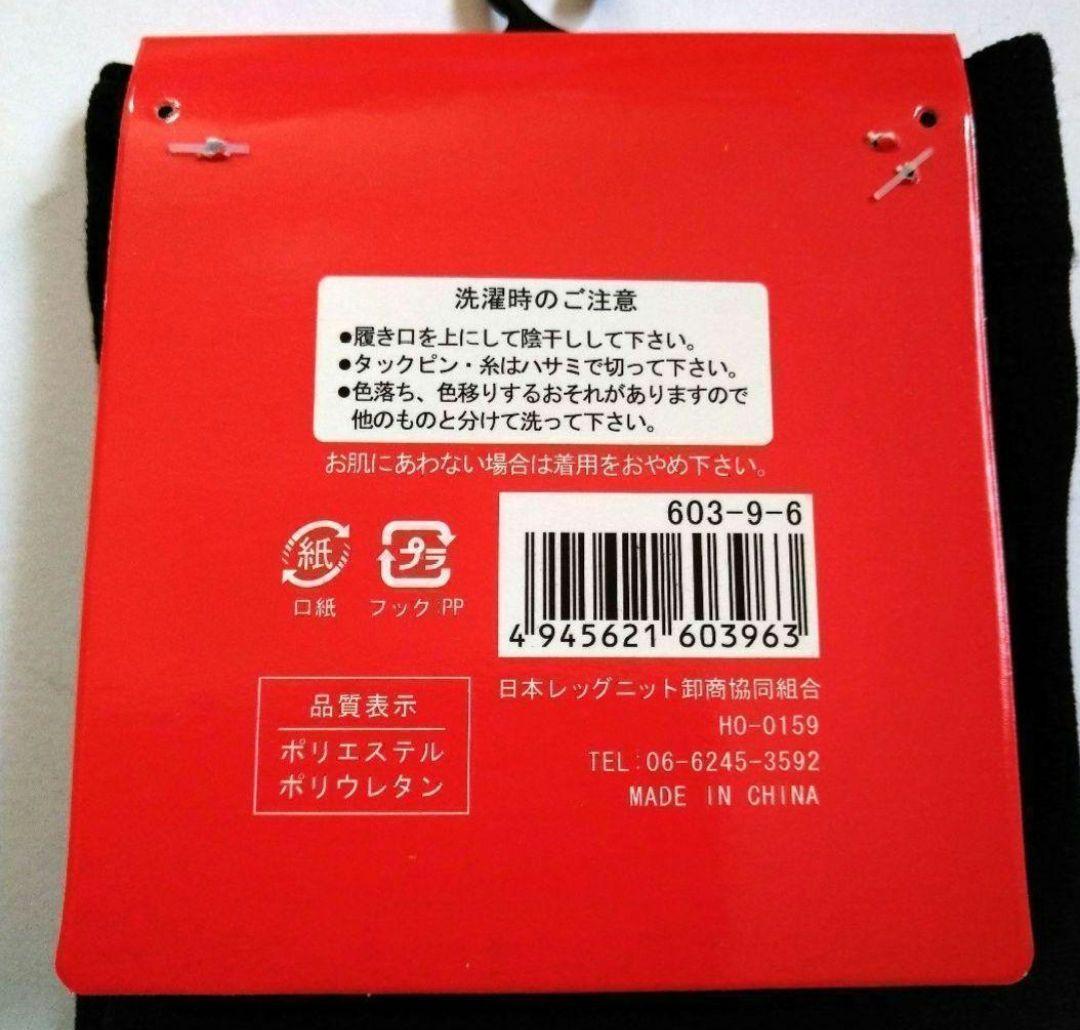 洗濯時のご注意
●履き口を上にして陰干しして下さい。
●タックピン・糸はハサミで切って下さい。
●色落ち、色移りするおそれがありますので
他のものと分けて洗って下さい。
お肌にあわない場合は着用をおやめ下さい。
603-9-6
4 945621 603963
紙 プラ
口紙 フック:PP
品質表示
ポリエステル
ポリウレタン
日本レッグニット卸商協同組合
HO-0159
TEL:06-6245-3592
MADE IN CHINA